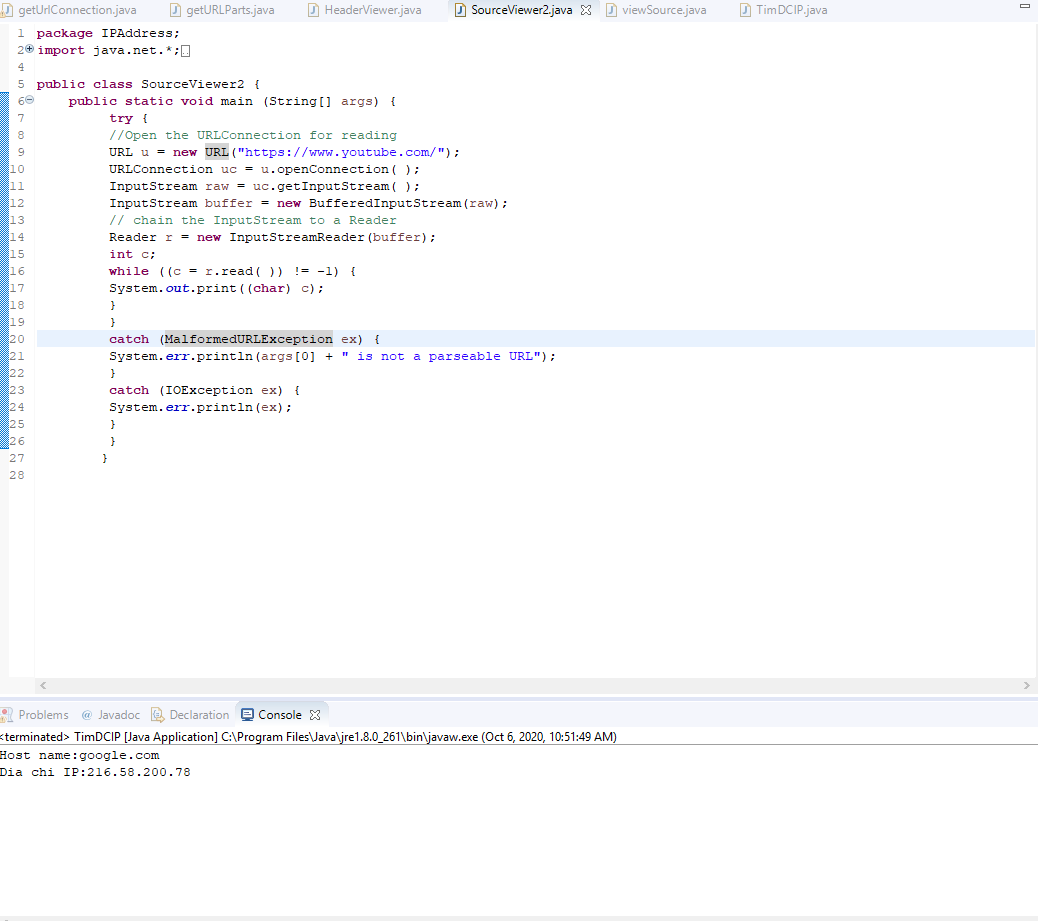 getUrlConnection.java getURLParts.java HeaderViewer.java SourceViewer2.java viewSource.java TimDCIP.java
1 package IPAddress;
2 import java.net.*;
4
5 public class SourceViewer2 {
6 public static void main (String[] args) {
7 try {
8 //Open the URLConnection for reading
9 URL u = new URL("https://www.youtube.com/");
10 URLConnection uc = u.openConnection( );
11 InputStream raw = uc.getInputStream( );
12 InputStream buffer = new BufferedInputStream(raw);
13 // chain the InputStream to a Reader
14 Reader r = new InputStreamReader(buffer);
15 int c;
16 while ((c = r.read( )) != -1) {
17 System.out.print((char) c);
18 }
19 }
20 catch (MalformedURLException ex) {
21 System.err.println(args[0] + " is not a parseable URL");
22 }
23 catch (IOException ex) {
24 System.err.println(ex);
25 }
26 }
27 }
28
Problems @ Javadoc Declaration Console
<terminated> TimDCIP [Java Application] C:\Program Files\Java\jre1.8.0_261\bin\javaw.exe (Oct 6, 2020, 10:51:49 AM)
Host name:google.com
Dia chi IP:216.58.200.78